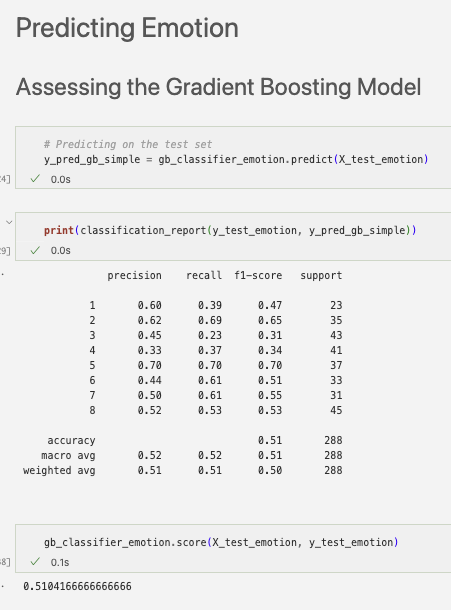 Predicting Emotion
Assessing the Gradient Boosting Model
# Predicting on the test set
y_pred_gb_simple = gb_classifier_emotion.predict(X_test_emotion)
4] ✓ 0.0s
print(classification_report(y_test_emotion, y_pred_gb_simple))
9] ✓ 0.0s
precision recall f1-score support
1 0.60 0.39 0.47 23
2 0.62 0.69 0.65 35
3 0.45 0.23 0.31 43
4 0.33 0.37 0.34 41
5 0.70 0.70 0.70 37
6 0.44 0.61 0.51 33
7 0.50 0.61 0.55 31
8 0.52 0.53 0.53 45
accuracy 0.51 288
macro avg 0.52 0.52 0.51 288
weighted avg 0.51 0.51 0.50 288
gb_classifier_emotion.score(X_test_emotion, y_test_emotion)
8] ✓ 0.1s
0.5104166666666666